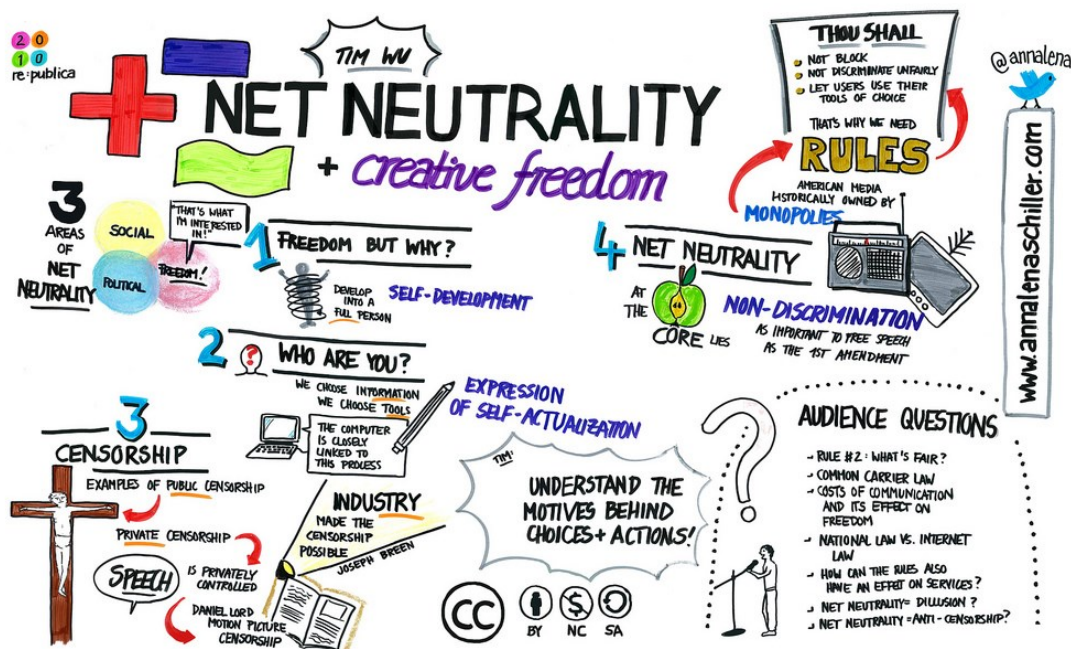 2 0
1 0
re:publica
TIM WU
NET NEUTRALITY
+ creative freedom
3
AREAS
OF
NET
NEUTRALITY
SOCIAL
POLITICAL
FREEDOM!
"THAT'S WHAT
I'M INTERESTED
IN!"
1 FREEDOM BUT WHY?
DEVELOP
INTO A
FULL PERSON
SELF-DEVELOPMENT
2 WHO ARE YOU?
WE CHOOSE INFORMATION
WE CHOOSE TOOLS
THE COMPUTER
IS CLOSELY
LINKED TO
THIS PROCESS
EXPRESSION
OF SELF-ACTUALIZATION
3
CENSORSHIP
EXAMPLES OF PUBLIC CENSORSHIP
PRIVATE CENSORSHIP
SPEECH
IS PRIVATELY
CONTROLLED
DANIEL LORD
MOTION PICTURE
CENSORSHIP
INDUSTRY
MADE THE
CENSORSHIP
POSSIBLE
JOSEPH BREEN
4 NET NEUTRALITY
AT
THE
CORE LIES
NON-DISCRIMINATION
AS IMPORTANT TO FREE SPEECH
AS THE 1ST AMENDMENT
AMERICAN MEDIA
HISTORICALLY OWNED BY
MONOPOLIES
THAT'S WHY WE NEED
RULES
THOU SHALL
NOT BLOCK
NOT DISCRIMINATE UNFAIRLY
LET USERS USE THEIR
TOOLS OF CHOICE
TIM:
UNDERSTAND THE
MOTIVES BEHIND
CHOICES + ACTIONS!
CC
BY NC SA
?
AUDIENCE QUESTIONS
- RULE #2: WHAT'S FAIR?
- COMMON CARRIER LAW
- COSTS OF COMMUNICATION
AND ITS EFFECT ON
FREEDOM
- NATIONAL LAW VS. INTERNET
LAW
- HOW CAN THE RULES ALSO
HAVE AN EFFECT ON SERVICES?
- NET NEUTRALITY = DILLUSION?
- NET NEUTRALITY = ANTI-CENSORSHIP?
@annalena
www.annalenaschiller.com